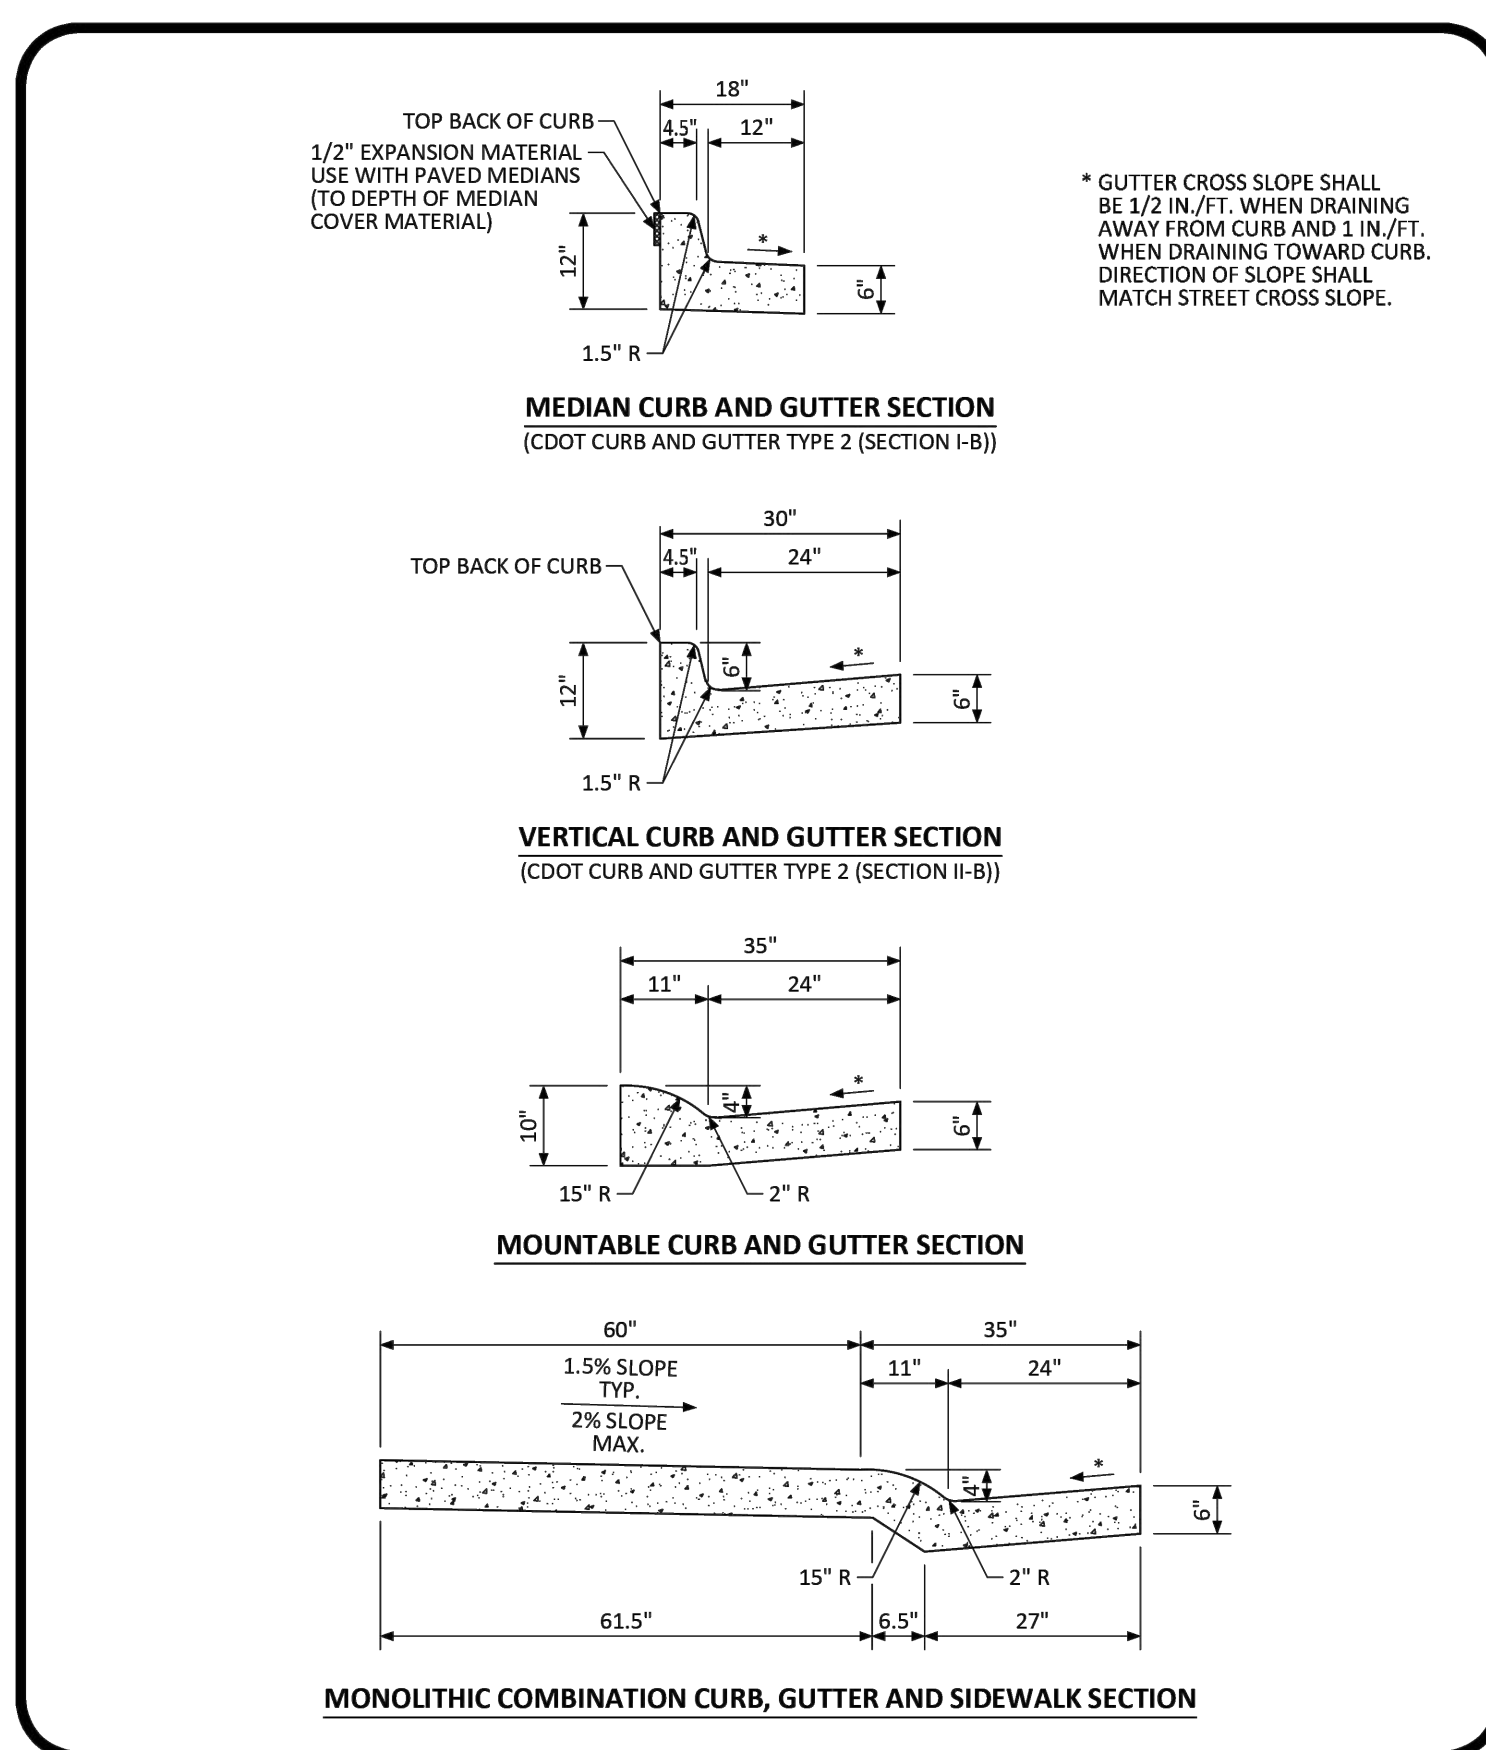 18"
4.5"
12"
TOP BACK OF CURB
1/2" EXPANSION MATERIAL
USE WITH PAVED MEDIANS
(TO DEPTH OF MEDIAN
COVER MATERIAL)
* GUTTER CROSS SLOPE SHALL
BE 1/2 IN./FT. WHEN DRAINING
AWAY FROM CURB AND 1 IN./FT.
WHEN DRAINING TOWARD CURB.
DIRECTION OF SLOPE SHALL
MATCH STREET CROSS SLOPE.
*
12"
6"
1.5" R
MEDIAN CURB AND GUTTER SECTION
(CDOT CURB AND GUTTER TYPE 2 (SECTION I-B))
30"
4.5"
24"
TOP BACK OF CURB
*
12"
6"
6"
1.5" R
VERTICAL CURB AND GUTTER SECTION
(CDOT CURB AND GUTTER TYPE 2 (SECTION II-B))
35"
11"
24"
*
10"
4"
6"
15" R
2" R
MOUNTABLE CURB AND GUTTER SECTION
60"
35"
11"
24"
1.5% SLOPE
TYP.
2% SLOPE
MAX.
*
4"
6"
15" R
2" R
61.5"
6.5"
27"
MONOLITHIC COMBINATION CURB, GUTTER AND SIDEWALK SECTION